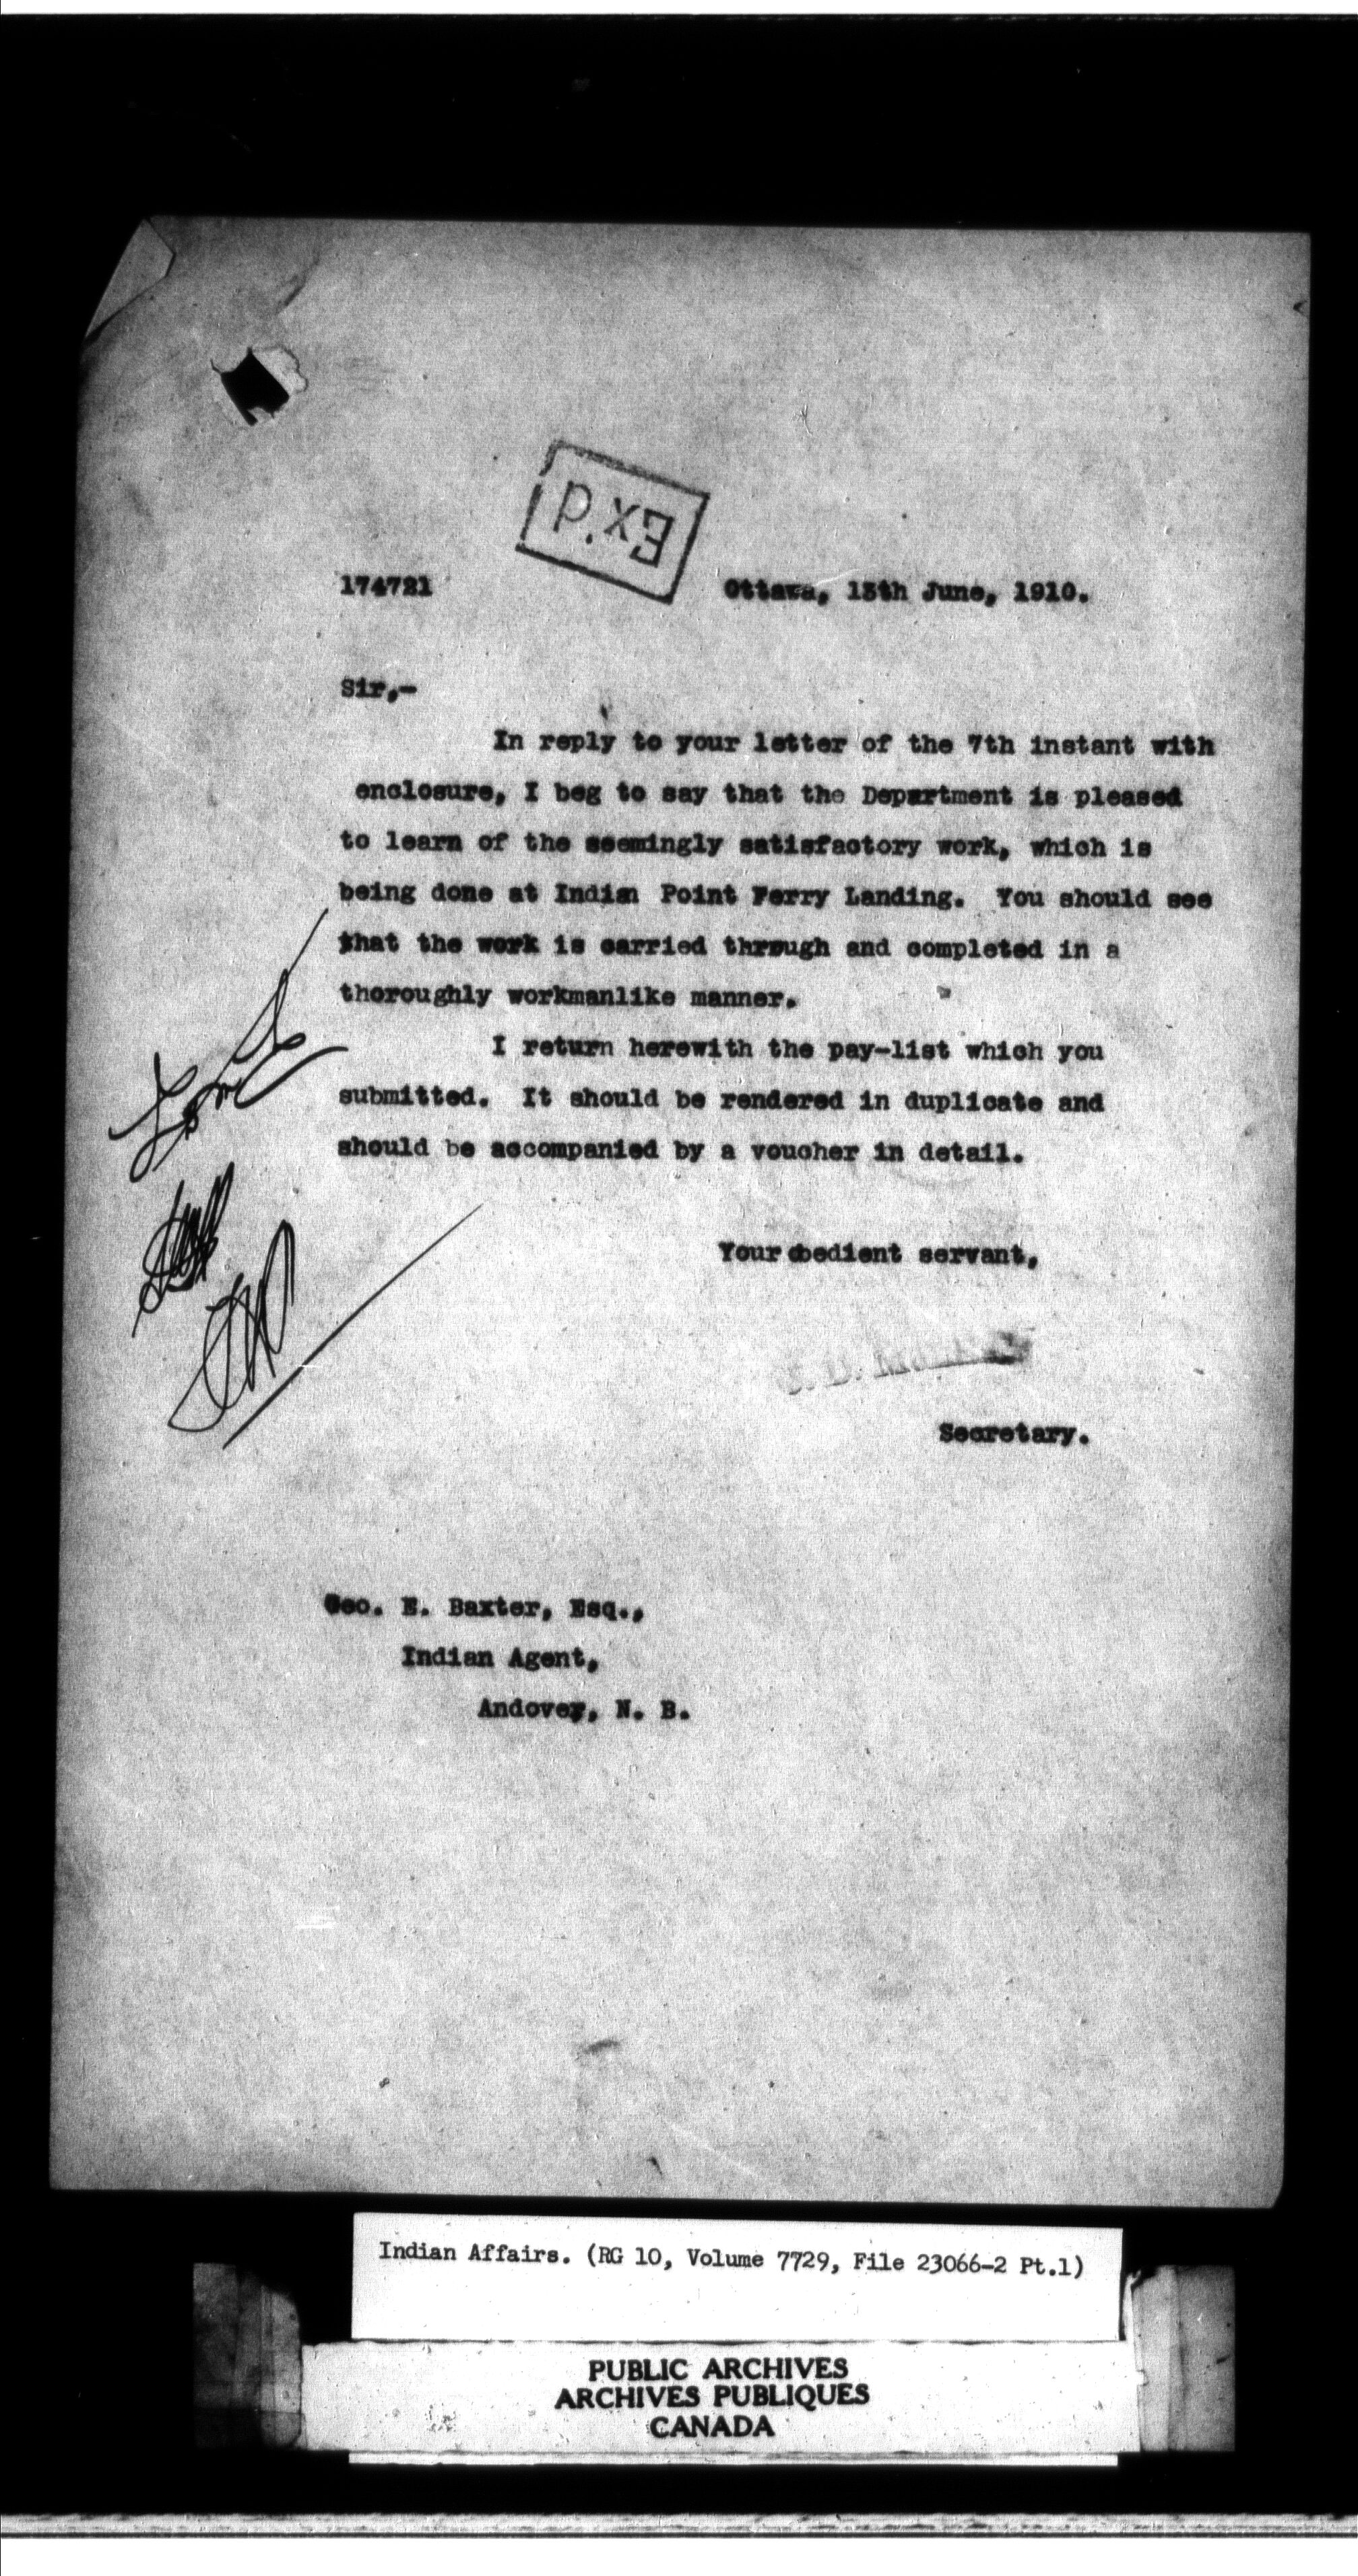 Ex'd
174721 Ottawa, 13th June, 1910.
Sir,-
In reply to your letter of the 7th instant with
enclosure, I beg to say that the Department is pleased
to learn of the seemingly satisfactory work, which is
being done at Indian Point Ferry Landing. You should see
that the work is carried through and completed in a
thoroughly workmanlike manner.
I return herewith the pay-list which you
submitted. It should be rendered in duplicate and
should be accompanied by a voucher in detail.
Your obedient servant,
Secretary.
Geo. E. Baxter, Esq.,
Indian Agent,
Andover, N. B.
Indian Affairs. (RG 10, Volume 7729, File 23066-2 Pt.1)
PUBLIC ARCHIVES
ARCHIVES PUBLIQUES
CANADA